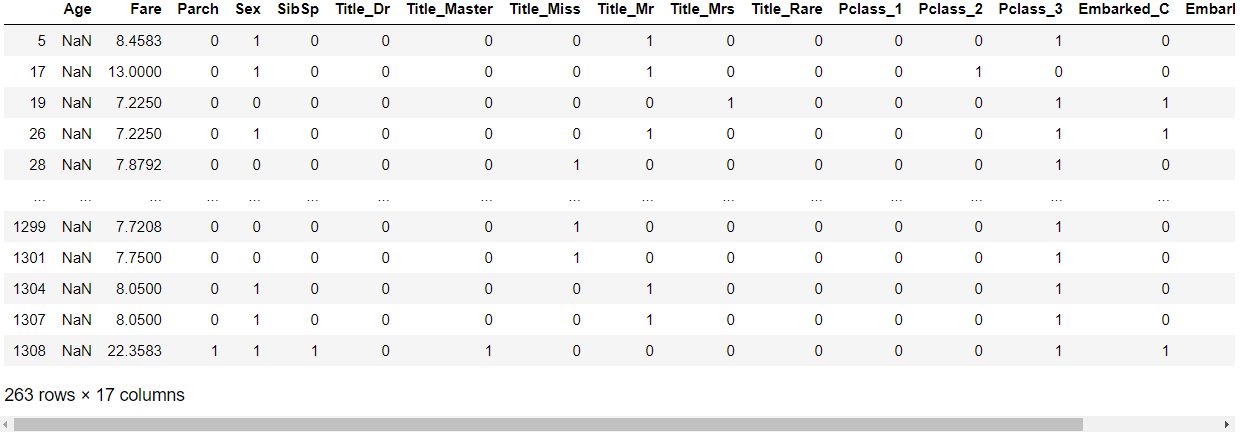 Age Fare Parch Sex SibSp Title_Dr Title_Master Title_Miss Title_Mr Title_Mrs Title_Rare Pclass_1 Pclass_2 Pclass_3 Embarked_C Embark
5 NaN 8.4583 0 1 0 0 0 0 1 0 0 0 0 1 0
17 NaN 13.0000 0 1 0 0 0 0 1 0 0 0 1 0 0
19 NaN 7.2250 0 0 0 0 0 0 0 1 0 0 0 1 1
26 NaN 7.2250 0 1 0 0 0 0 1 0 0 0 0 1 1
28 NaN 7.8792 0 0 0 0 0 1 0 0 0 0 0 1 0
... ... ... ... ... ... ... ... ... ... ... ... ... ... ... ...
1299 NaN 7.7208 0 0 0 0 0 1 0 0 0 0 0 1 0
1301 NaN 7.7500 0 0 0 0 0 1 0 0 0 0 0 1 0
1304 NaN 8.0500 0 1 0 0 0 0 1 0 0 0 0 1 0
1307 NaN 8.0500 0 1 0 0 0 0 1 0 0 0 0 1 0
1308 NaN 22.3583 1 1 1 0 1 0 0 0 0 0 0 1 1
263 rows × 17 columns